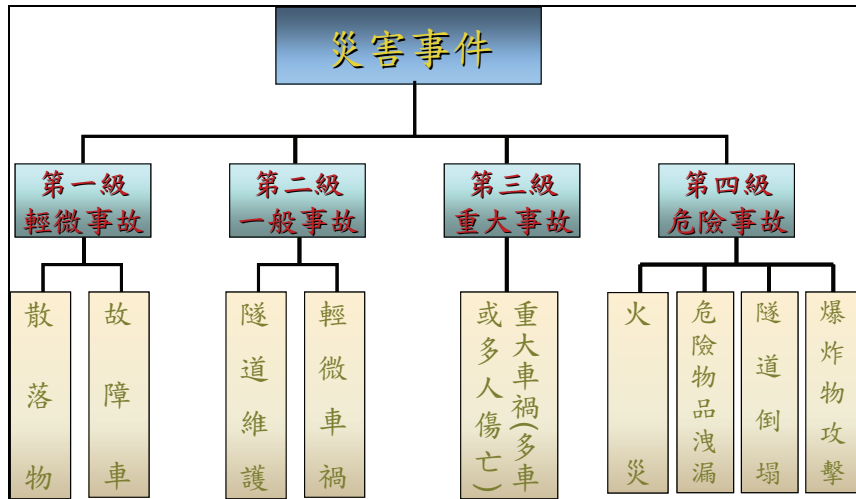 災害事件
第一級
輕微事故
第二級
一般事故
第三級
重大事故
第四級
危險事故
散落物
故障車
隧道維護
輕微車禍
重大車禍(多車
或多人傷亡)
火災
危險物品洩漏
隧道倒塌
爆炸物攻擊